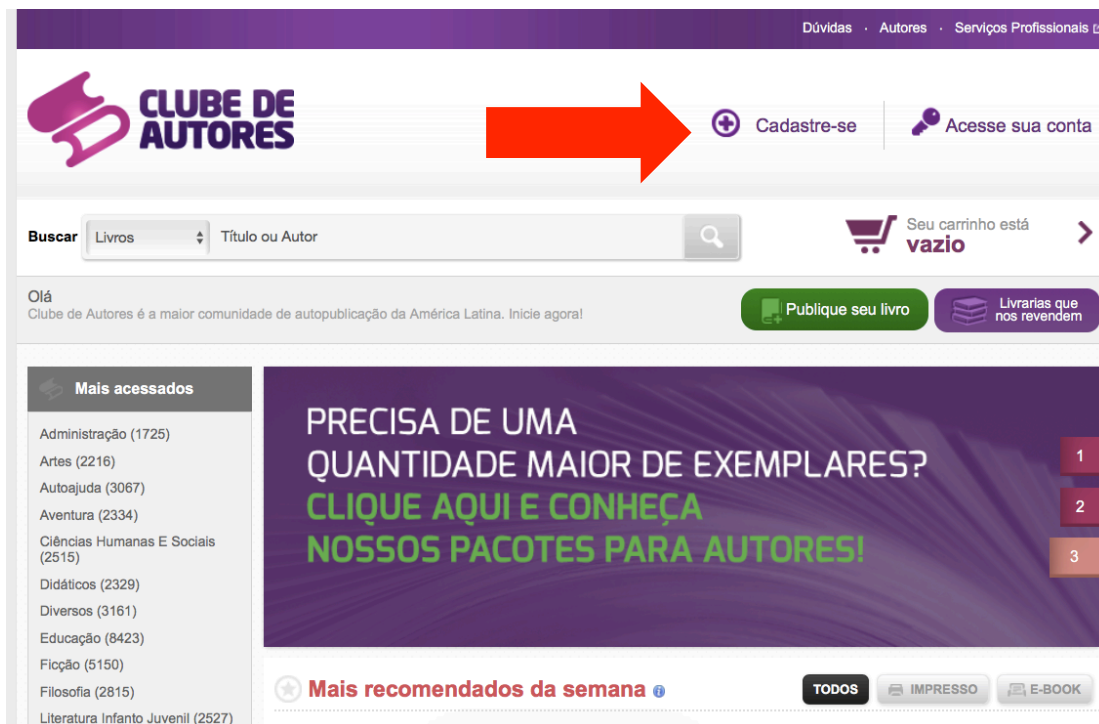 Dúvidas · Autores · Serviços Profissionais
CLUBE DE
AUTORES
Cadastre-se
Acesse sua conta
Buscar
Livros
Título ou Autor
Seu carrinho está
vazio
Olá
Clube de Autores é a maior comunidade de autopublicação da América Latina. Inicie agora!
Publique seu livro
Livrarias que
nos revendem
Mais acessados
Administração (1725)
Artes (2216)
Autoajuda (3067)
Aventura (2334)
Ciências Humanas E Sociais
(2515)
Didáticos (2329)
Diversos (3161)
Educação (8423)
Ficção (5150)
Filosofia (2815)
Literatura Infanto Juvenil (2527)
PRECISA DE UMA
QUANTIDADE MAIOR DE EXEMPLARES?
CLIQUE AQUI E CONHEÇA
NOSSOS PACOTES PARA AUTORES!
1
2
3
Mais recomendados da semana
TODOS
IMPRESSO
E-BOOK